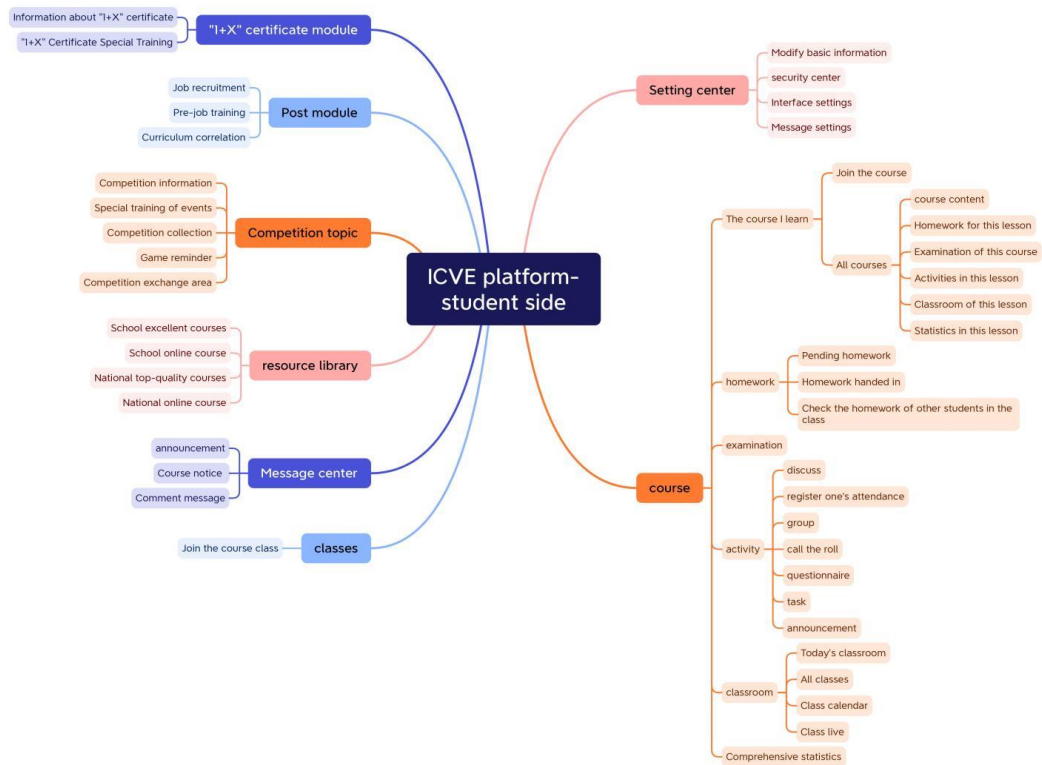 ICVE platform-
student side
"1+X" certificate module
Information about "1+X" certificate
"1+X" Certificate Special Training
Post module
Job recruitment
Pre-job training
Curriculum correlation
Competition topic
Competition information
Special training of events
Competition collection
Game reminder
Competition exchange area
resource library
School excellent courses
School online course
National top-quality courses
National online course
Message center
announcement
Course notice
Comment message
classes
Join the course class
Setting center
Modify basic information
security center
Interface settings
Message settings
course
The course I learn
Join the course
All courses
course content
Homework for this lesson
Examination of this course
Activities in this lesson
Classroom of this lesson
Statistics in this lesson
homework
Pending homework
Homework handed in
Check the homework of other students in the
class
examination
activity
discuss
register one's attendance
group
call the roll
questionnaire
task
announcement
classroom
Today's classroom
All classes
Class calendar
Class live
Comprehensive statistics